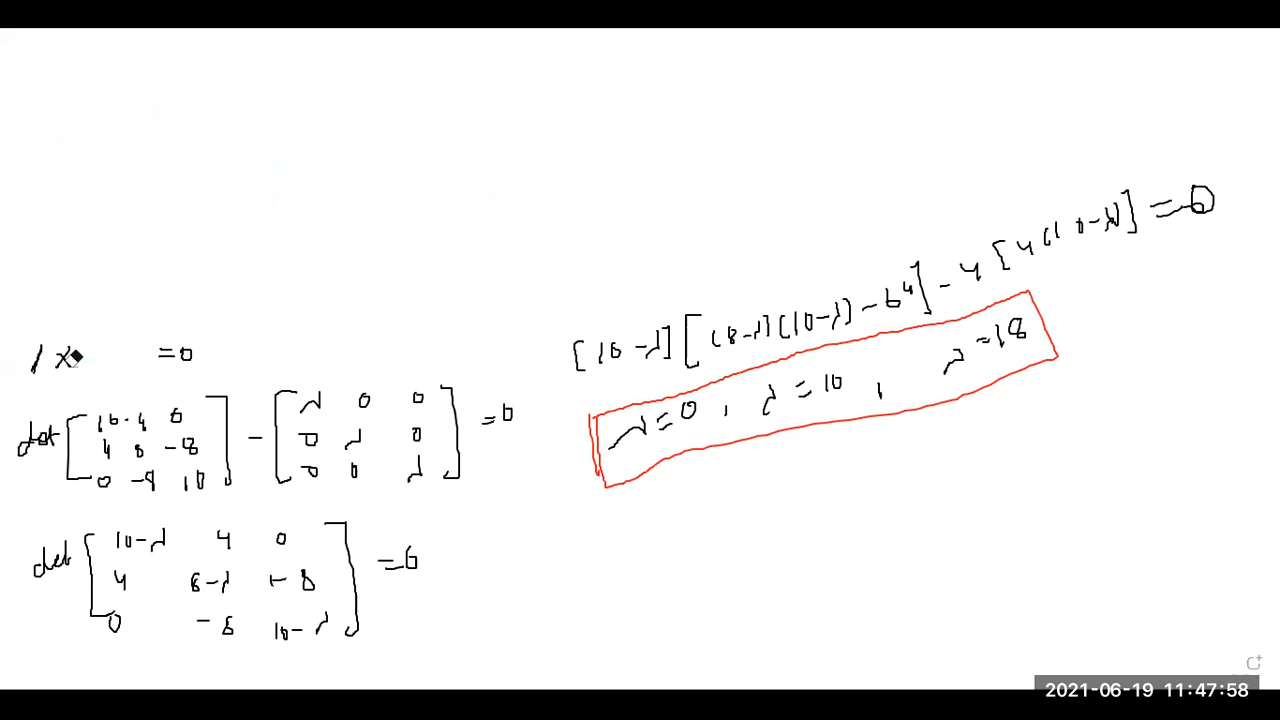 [10-λ][(8-λ)(10-λ)-64]-4[4(10-λ)]=0
λ=0, λ=10, λ=18
=0
det [10 4 0
4 8 -8
0 -8 10] - [λ 0 0
0 λ 0
0 0 λ] =0
det [10-λ 4 0
4 8-λ -8
0 -8 10-λ] =0
2021-06-19 11:47:58